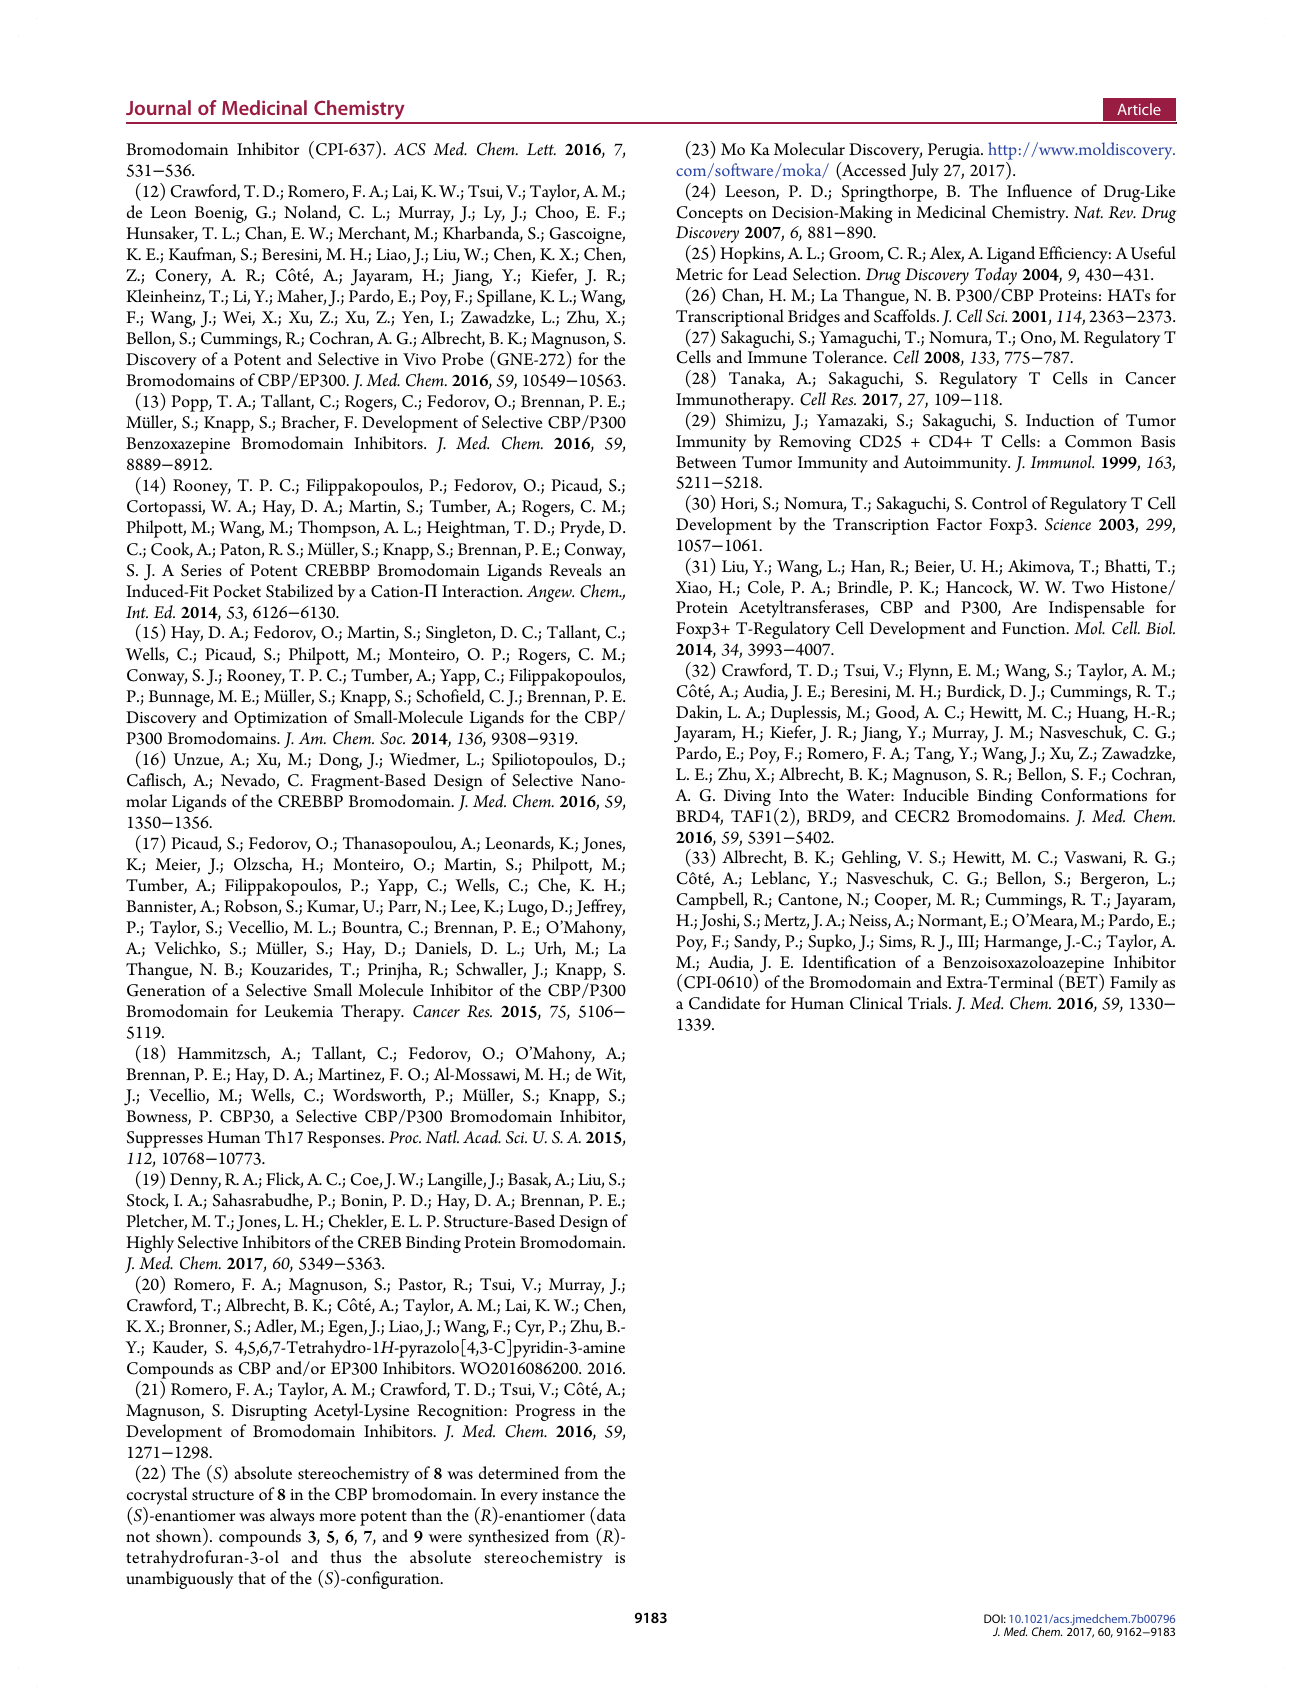 Journal of Medicinal Chemistry
Article
Bromodomain Inhibitor (CPI-637). ACS Med. Chem. Lett. 2016, 7,
531−536.
(12) Crawford, T. D.; Romero, F. A.; Lai, K. W.; Tsui, V.; Taylor, A. M.;
de Leon Boenig, G.; Noland, C. L.; Murray, J.; Ly, J.; Choo, E. F.;
Hunsaker, T. L.; Chan, E. W.; Merchant, M.; Kharbanda, S.; Gascoigne,
K. E.; Kaufman, S.; Beresini, M. H.; Liao, J.; Liu, W.; Chen, K. X.; Chen,
Z.; Conery, A. R.; Côté, A.; Jayaram, H.; Jiang, Y.; Kiefer, J. R.;
Kleinheinz, T.; Li, Y.; Maher, J.; Pardo, E.; Poy, F.; Spillane, K. L.; Wang,
F.; Wang, J.; Wei, X.; Xu, Z.; Xu, Z.; Yen, I.; Zawadzke, L.; Zhu, X.;
Bellon, S.; Cummings, R.; Cochran, A. G.; Albrecht, B. K.; Magnuson, S.
Discovery of a Potent and Selective in Vivo Probe (GNE-272) for the
Bromodomains of CBP/EP300. J. Med. Chem. 2016, 59, 10549−10563.
(13) Popp, T. A.; Tallant, C.; Rogers, C.; Fedorov, O.; Brennan, P. E.;
Müller, S.; Knapp, S.; Bracher, F. Development of Selective CBP/P300
Benzoxazepine Bromodomain Inhibitors. J. Med. Chem. 2016, 59,
8889−8912.
(14) Rooney, T. P. C.; Filippakopoulos, P.; Fedorov, O.; Picaud, S.;
Cortopassi, W. A.; Hay, D. A.; Martin, S.; Tumber, A.; Rogers, C. M.;
Philpott, M.; Wang, M.; Thompson, A. L.; Heightman, T. D.; Pryde, D.
C.; Cook, A.; Paton, R. S.; Müller, S.; Knapp, S.; Brennan, P. E.; Conway,
S. J. A Series of Potent CREBBP Bromodomain Ligands Reveals an
Induced-Fit Pocket Stabilized by a Cation-Π Interaction. Angew. Chem.,
Int. Ed. 2014, 53, 6126−6130.
(15) Hay, D. A.; Fedorov, O.; Martin, S.; Singleton, D. C.; Tallant, C.;
Wells, C.; Picaud, S.; Philpott, M.; Monteiro, O. P.; Rogers, C. M.;
Conway, S. J.; Rooney, T. P. C.; Tumber, A.; Yapp, C.; Filippakopoulos,
P.; Bunnage, M. E.; Müller, S.; Knapp, S.; Schofield, C. J.; Brennan, P. E.
Discovery and Optimization of Small-Molecule Ligands for the CBP/
P300 Bromodomains. J. Am. Chem. Soc. 2014, 136, 9308−9319.
(16) Unzue, A.; Xu, M.; Dong, J.; Wiedmer, L.; Spiliotopoulos, D.;
Caflisch, A.; Nevado, C. Fragment-Based Design of Selective Nano-
molar Ligands of the CREBBP Bromodomain. J. Med. Chem. 2016, 59,
1350−1356.
(17) Picaud, S.; Fedorov, O.; Thanasopoulou, A.; Leonards, K.; Jones,
K.; Meier, J.; Olzscha, H.; Monteiro, O.; Martin, S.; Philpott, M.;
Tumber, A.; Filippakopoulos, P.; Yapp, C.; Wells, C.; Che, K. H.;
Bannister, A.; Robson, S.; Kumar, U.; Parr, N.; Lee, K.; Lugo, D.; Jeffrey,
P.; Taylor, S.; Vecellio, M. L.; Bountra, C.; Brennan, P. E.; O’Mahony,
A.; Velichko, S.; Müller, S.; Hay, D.; Daniels, D. L.; Urh, M.; La
Thangue, N. B.; Kouzarides, T.; Prinjha, R.; Schwaller, J.; Knapp, S.
Generation of a Selective Small Molecule Inhibitor of the CBP/P300
Bromodomain for Leukemia Therapy. Cancer Res. 2015, 75, 5106−
5119.
(18) Hammitzsch, A.; Tallant, C.; Fedorov, O.; O’Mahony, A.;
Brennan, P. E.; Hay, D. A.; Martinez, F. O.; Al-Mossawi, M. H.; de Wit,
J.; Vecellio, M.; Wells, C.; Wordsworth, P.; Müller, S.; Knapp, S.;
Bowness, P. CBP30, a Selective CBP/P300 Bromodomain Inhibitor,
Suppresses Human Th17 Responses. Proc. Natl. Acad. Sci. U. S. A. 2015,
112, 10768−10773.
(19) Denny, R. A.; Flick, A. C.; Coe, J. W.; Langille, J.; Basak, A.; Liu, S.;
Stock, I. A.; Sahasrabudhe, P.; Bonin, P. D.; Hay, D. A.; Brennan, P. E.;
Pletcher, M. T.; Jones, L. H.; Chekler, E. L. P. Structure-Based Design of
Highly Selective Inhibitors of the CREB Binding Protein Bromodomain.
J. Med. Chem. 2017, 60, 5349−5363.
(20) Romero, F. A.; Magnuson, S.; Pastor, R.; Tsui, V.; Murray, J.;
Crawford, T.; Albrecht, B. K.; Côté, A.; Taylor, A. M.; Lai, K. W.; Chen,
K. X.; Bronner, S.; Adler, M.; Egen, J.; Liao, J.; Wang, F.; Cyr, P.; Zhu, B.-
Y.; Kauder, S. 4,5,6,7-Tetrahydro-1H-pyrazolo[4,3-C]pyridin-3-amine
Compounds as CBP and/or EP300 Inhibitors. WO2016086200. 2016.
(21) Romero, F. A.; Taylor, A. M.; Crawford, T. D.; Tsui, V.; Côté, A.;
Magnuson, S. Disrupting Acetyl-Lysine Recognition: Progress in the
Development of Bromodomain Inhibitors. J. Med. Chem. 2016, 59,
1271−1298.
(22) The (S) absolute stereochemistry of 8 was determined from the
cocrystal structure of 8 in the CBP bromodomain. In every instance the
(S)-enantiomer was always more potent than the (R)-enantiomer (data
not shown). compounds 3, 5, 6, 7, and 9 were synthesized from (R)-
tetrahydrofuran-3-ol and thus the absolute stereochemistry is
unambiguously that of the (S)-configuration.
(23) Mo Ka Molecular Discovery, Perugia. http://www.moldiscovery.
com/software/moka/ (Accessed July 27, 2017).
(24) Leeson, P. D.; Springthorpe, B. The Influence of Drug-Like
Concepts on Decision-Making in Medicinal Chemistry. Nat. Rev. Drug
Discovery 2007, 6, 881−890.
(25) Hopkins, A. L.; Groom, C. R.; Alex, A. Ligand Efficiency: A Useful
Metric for Lead Selection. Drug Discovery Today 2004, 9, 430−431.
(26) Chan, H. M.; La Thangue, N. B. P300/CBP Proteins: HATs for
Transcriptional Bridges and Scaffolds. J. Cell Sci. 2001, 114, 2363−2373.
(27) Sakaguchi, S.; Yamaguchi, T.; Nomura, T.; Ono, M. Regulatory T
Cells and Immune Tolerance. Cell 2008, 133, 775−787.
(28) Tanaka, A.; Sakaguchi, S. Regulatory T Cells in Cancer
Immunotherapy. Cell Res. 2017, 27, 109−118.
(29) Shimizu, J.; Yamazaki, S.; Sakaguchi, S. Induction of Tumor
Immunity by Removing CD25 + CD4+ T Cells: a Common Basis
Between Tumor Immunity and Autoimmunity. J. Immunol. 1999, 163,
5211−5218.
(30) Hori, S.; Nomura, T.; Sakaguchi, S. Control of Regulatory T Cell
Development by the Transcription Factor Foxp3. Science 2003, 299,
1057−1061.
(31) Liu, Y.; Wang, L.; Han, R.; Beier, U. H.; Akimova, T.; Bhatti, T.;
Xiao, H.; Cole, P. A.; Brindle, P. K.; Hancock, W. W. Two Histone/
Protein Acetyltransferases, CBP and P300, Are Indispensable for
Foxp3+ T-Regulatory Cell Development and Function. Mol. Cell. Biol.
2014, 34, 3993−4007.
(32) Crawford, T. D.; Tsui, V.; Flynn, E. M.; Wang, S.; Taylor, A. M.;
Côté, A.; Audia, J. E.; Beresini, M. H.; Burdick, D. J.; Cummings, R. T.;
Dakin, L. A.; Duplessis, M.; Good, A. C.; Hewitt, M. C.; Huang, H.-R.;
Jayaram, H.; Kiefer, J. R.; Jiang, Y.; Murray, J. M.; Nasveschuk, C. G.;
Pardo, E.; Poy, F.; Romero, F. A.; Tang, Y.; Wang, J.; Xu, Z.; Zawadzke,
L. E.; Zhu, X.; Albrecht, B. K.; Magnuson, S. R.; Bellon, S. F.; Cochran,
A. G. Diving Into the Water: Inducible Binding Conformations for
BRD4, TAF1(2), BRD9, and CECR2 Bromodomains. J. Med. Chem.
2016, 59, 5391−5402.
(33) Albrecht, B. K.; Gehling, V. S.; Hewitt, M. C.; Vaswani, R. G.;
Côté, A.; Leblanc, Y.; Nasveschuk, C. G.; Bellon, S.; Bergeron, L.;
Campbell, R.; Cantone, N.; Cooper, M. R.; Cummings, R. T.; Jayaram,
H.; Joshi, S.; Mertz, J. A.; Neiss, A.; Normant, E.; O’Meara, M.; Pardo, E.;
Poy, F.; Sandy, P.; Supko, J.; Sims, R. J., III; Harmange, J.-C.; Taylor, A.
M.; Audia, J. E. Identification of a Benzoisoxazoloazepine Inhibitor
(CPI-0610) of the Bromodomain and Extra-Terminal (BET) Family as
a Candidate for Human Clinical Trials. J. Med. Chem. 2016, 59, 1330−
1339.
9183
DOI: 10.1021/acs.jmedchem.7b00796
J. Med. Chem. 2017, 60, 9162−9183